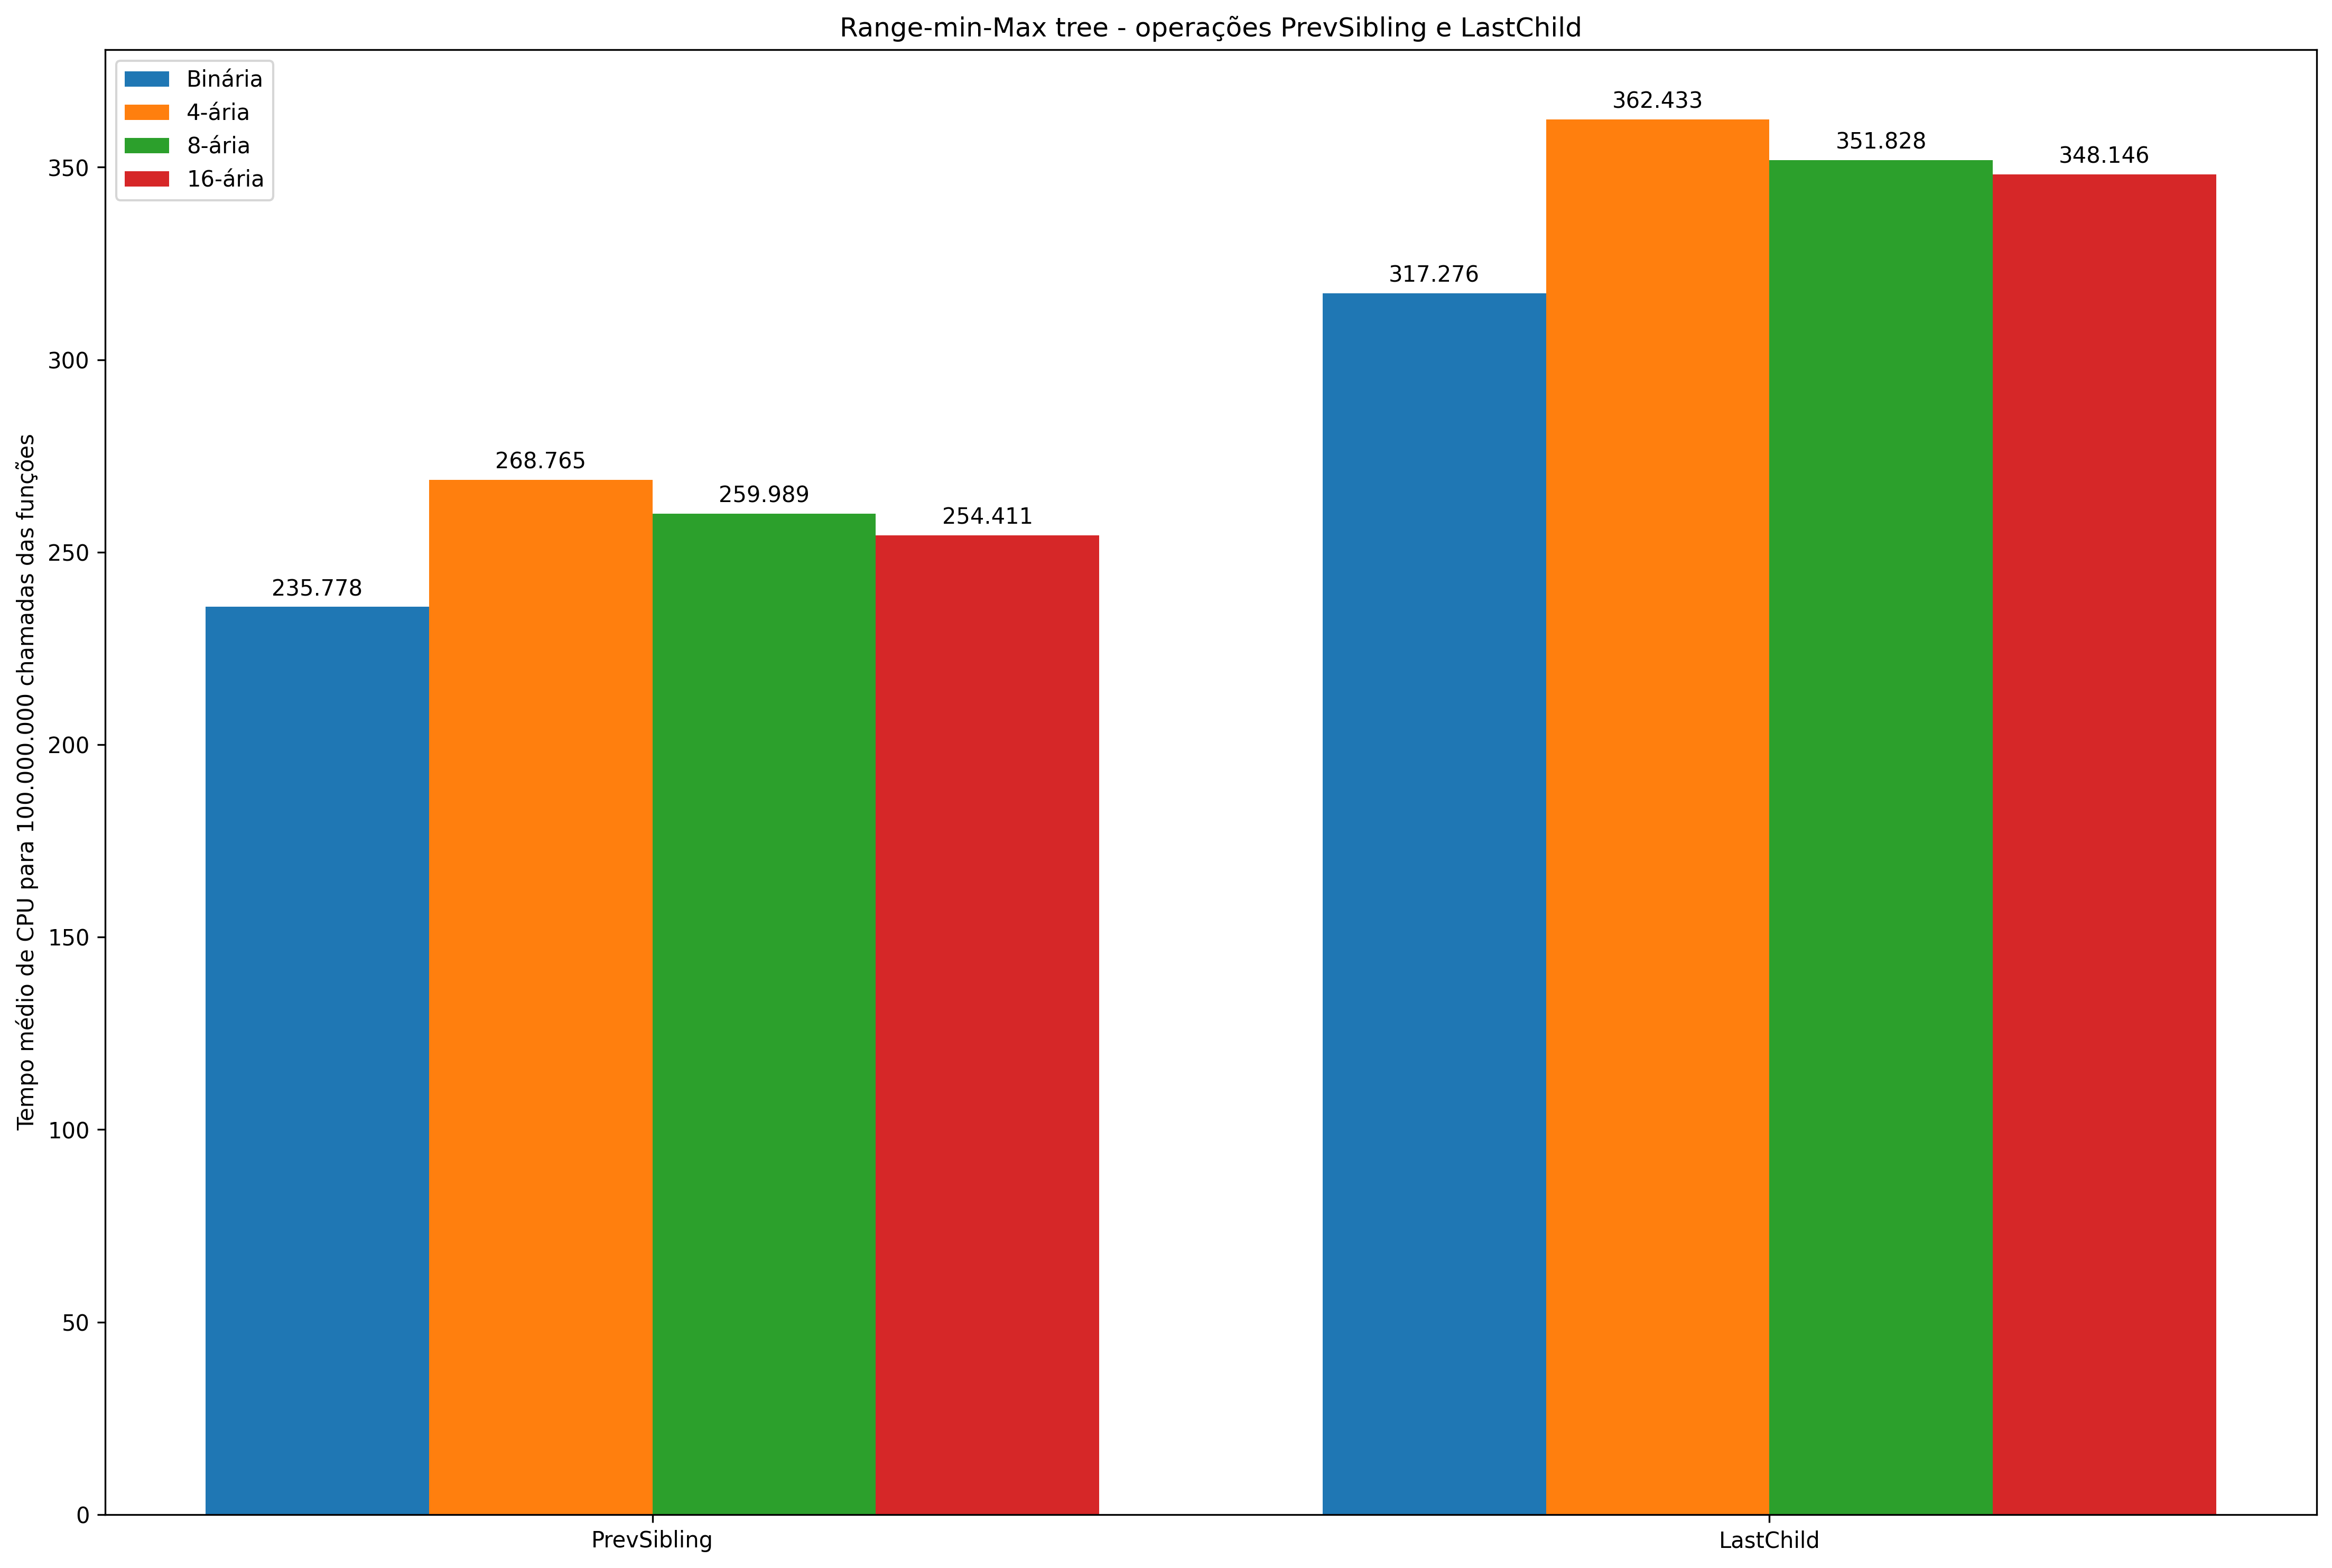 Range-min-Max tree - operações PrevSibling e LastChild
Binária
4-ária
8-ária
16-ária
Tempo médio de CPU para 100.000.000 chamadas das funções
350
300
250
200
150
100
50
0
235.778
268.765
259.989
254.411
317.276
362.433
351.828
348.146
PrevSibling
LastChild